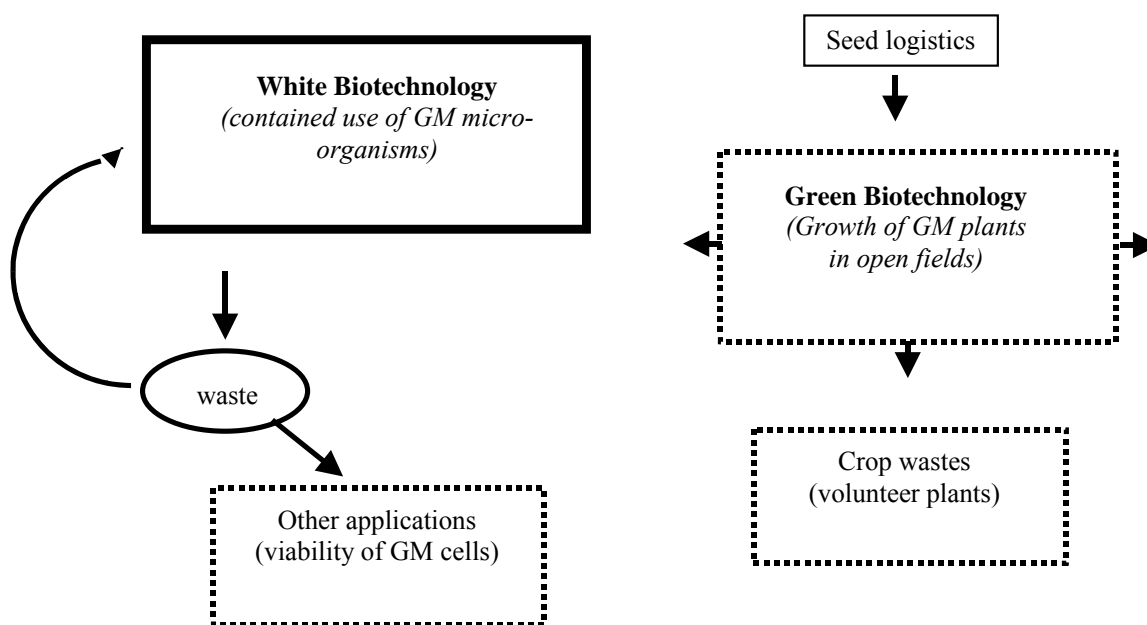 White Biotechnology
(contained use of GM micro-
organisms)
waste
Other applications
(viability of GM cells)
Seed logistics
Green Biotechnology
(Growth of GM plants
in open fields)
Crop wastes
(volunteer plants)